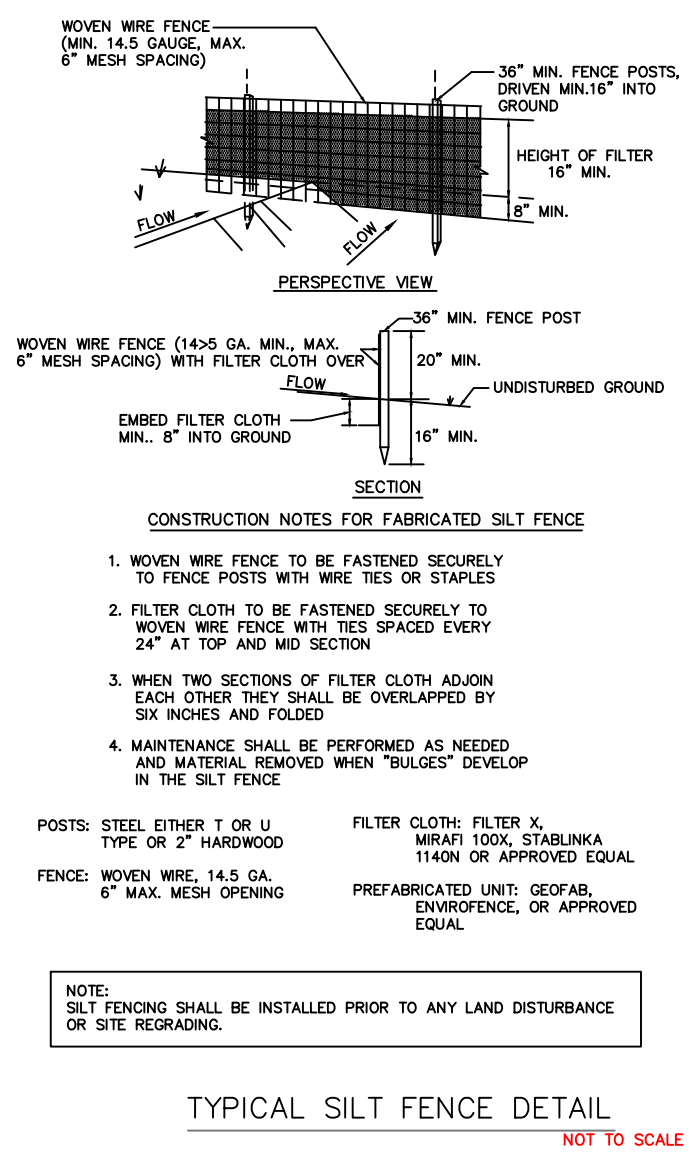 WOVEN WIRE FENCE
(MIN. 14.5 GAUGE, MAX.
6" MESH SPACING)
36" MIN. FENCE POSTS,
DRIVEN MIN.16" INTO
GROUND
HEIGHT OF FILTER
16" MIN.
8" MIN.
FLOW
FLOW
PERSPECTIVE VIEW
36" MIN. FENCE POST
WOVEN WIRE FENCE (14>5 GA. MIN., MAX.
6" MESH SPACING) WITH FILTER CLOTH OVER
20" MIN.
FLOW
UNDISTURBED GROUND
EMBED FILTER CLOTH
MIN.. 8" INTO GROUND
16" MIN.
SECTION
CONSTRUCTION NOTES FOR FABRICATED SILT FENCE
1. WOVEN WIRE FENCE TO BE FASTENED SECURELY
TO FENCE POSTS WITH WIRE TIES OR STAPLES
2. FILTER CLOTH TO BE FASTENED SECURELY TO
WOVEN WIRE FENCE WITH TIES SPACED EVERY
24" AT TOP AND MID SECTION
3. WHEN TWO SECTIONS OF FILTER CLOTH ADJOIN
EACH OTHER THEY SHALL BE OVERLAPPED BY
SIX INCHES AND FOLDED
4. MAINTENANCE SHALL BE PERFORMED AS NEEDED
AND MATERIAL REMOVED WHEN "BULGES" DEVELOP
IN THE SILT FENCE
POSTS: STEEL EITHER T OR U
TYPE OR 2" HARDWOOD
FENCE: WOVEN WIRE, 14.5 GA.
6" MAX. MESH OPENING
FILTER CLOTH: FILTER X,
MIRAFI 100X, STABLINKA
1140N OR APPROVED EQUAL
PREFABRICATED UNIT: GEOFAB,
ENVIROFENCE, OR APPROVED
EQUAL
NOTE:
SILT FENCING SHALL BE INSTALLED PRIOR TO ANY LAND DISTURBANCE
OR SITE REGRADING.
TYPICAL SILT FENCE DETAIL
NOT TO SCALE